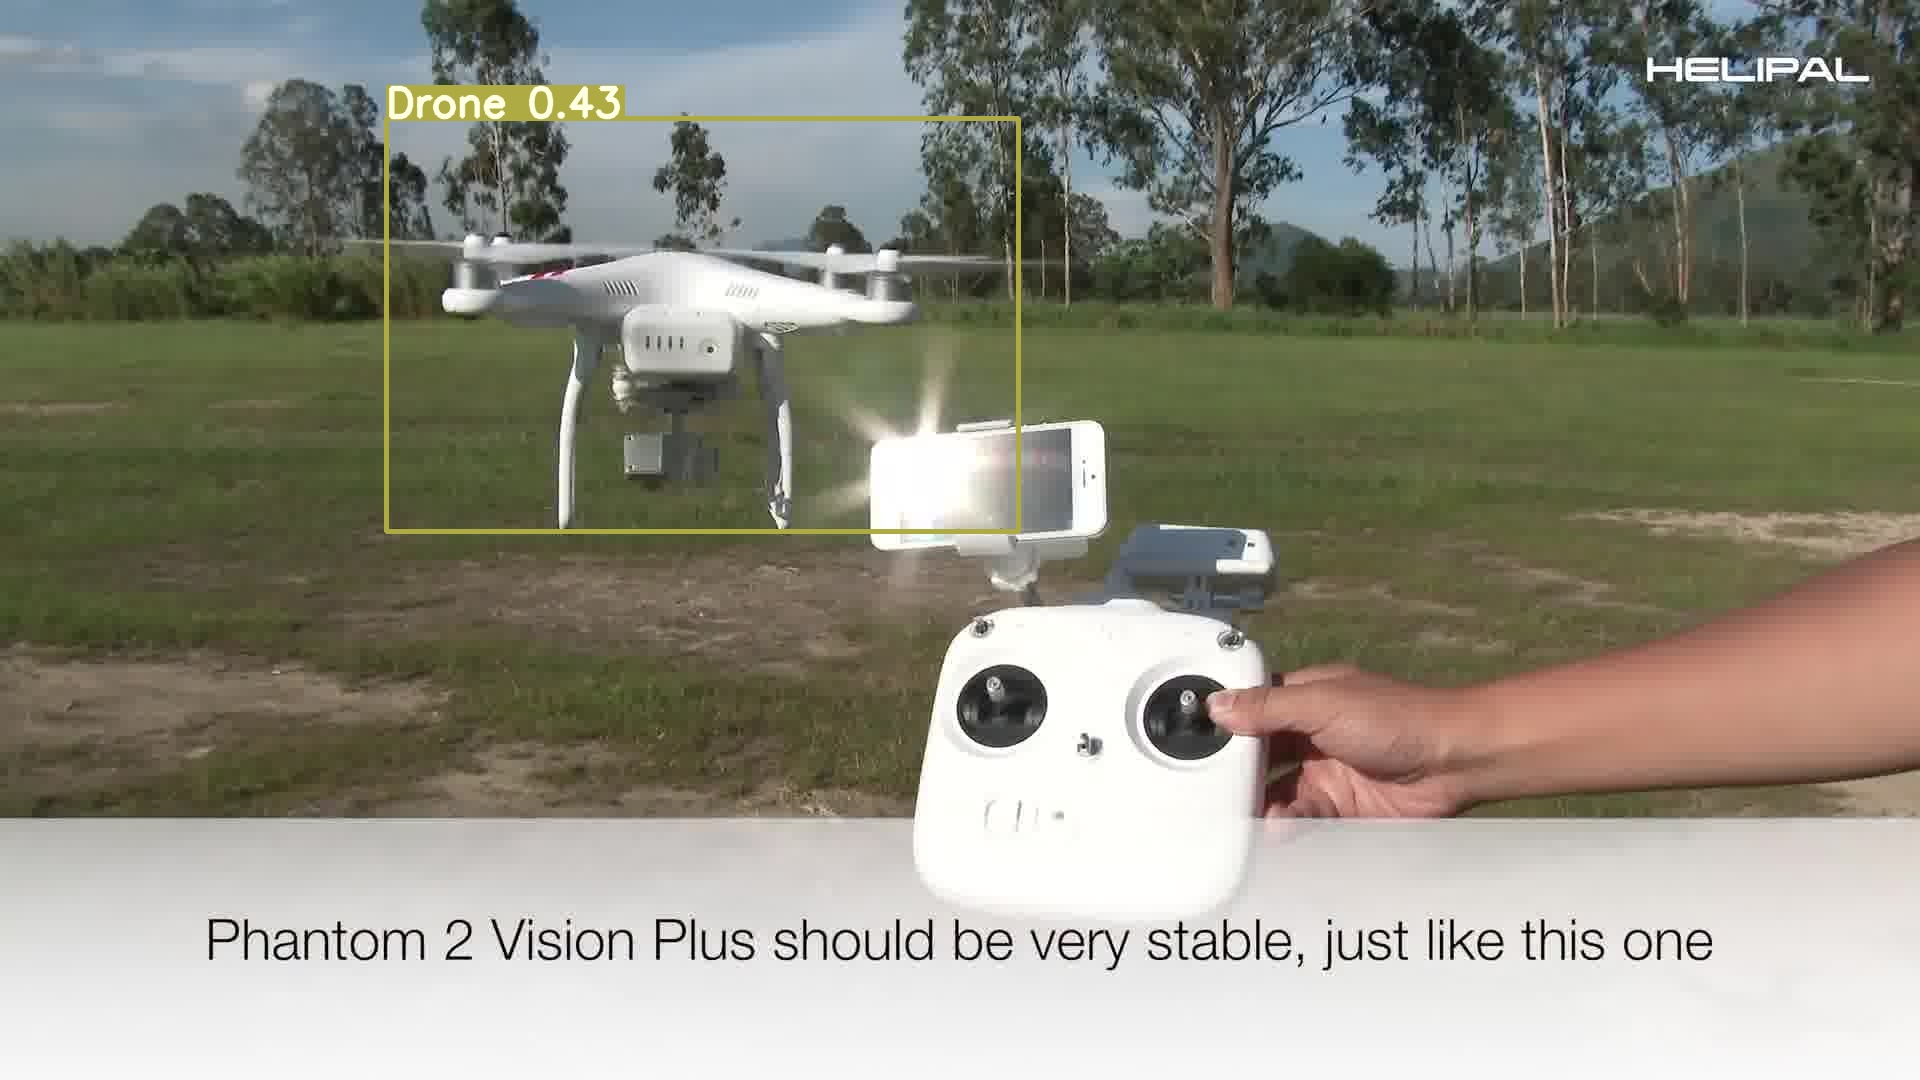 HELIPAL
Drone 0.43
Phantom 2 Vision Plus should be very stable, just like this one